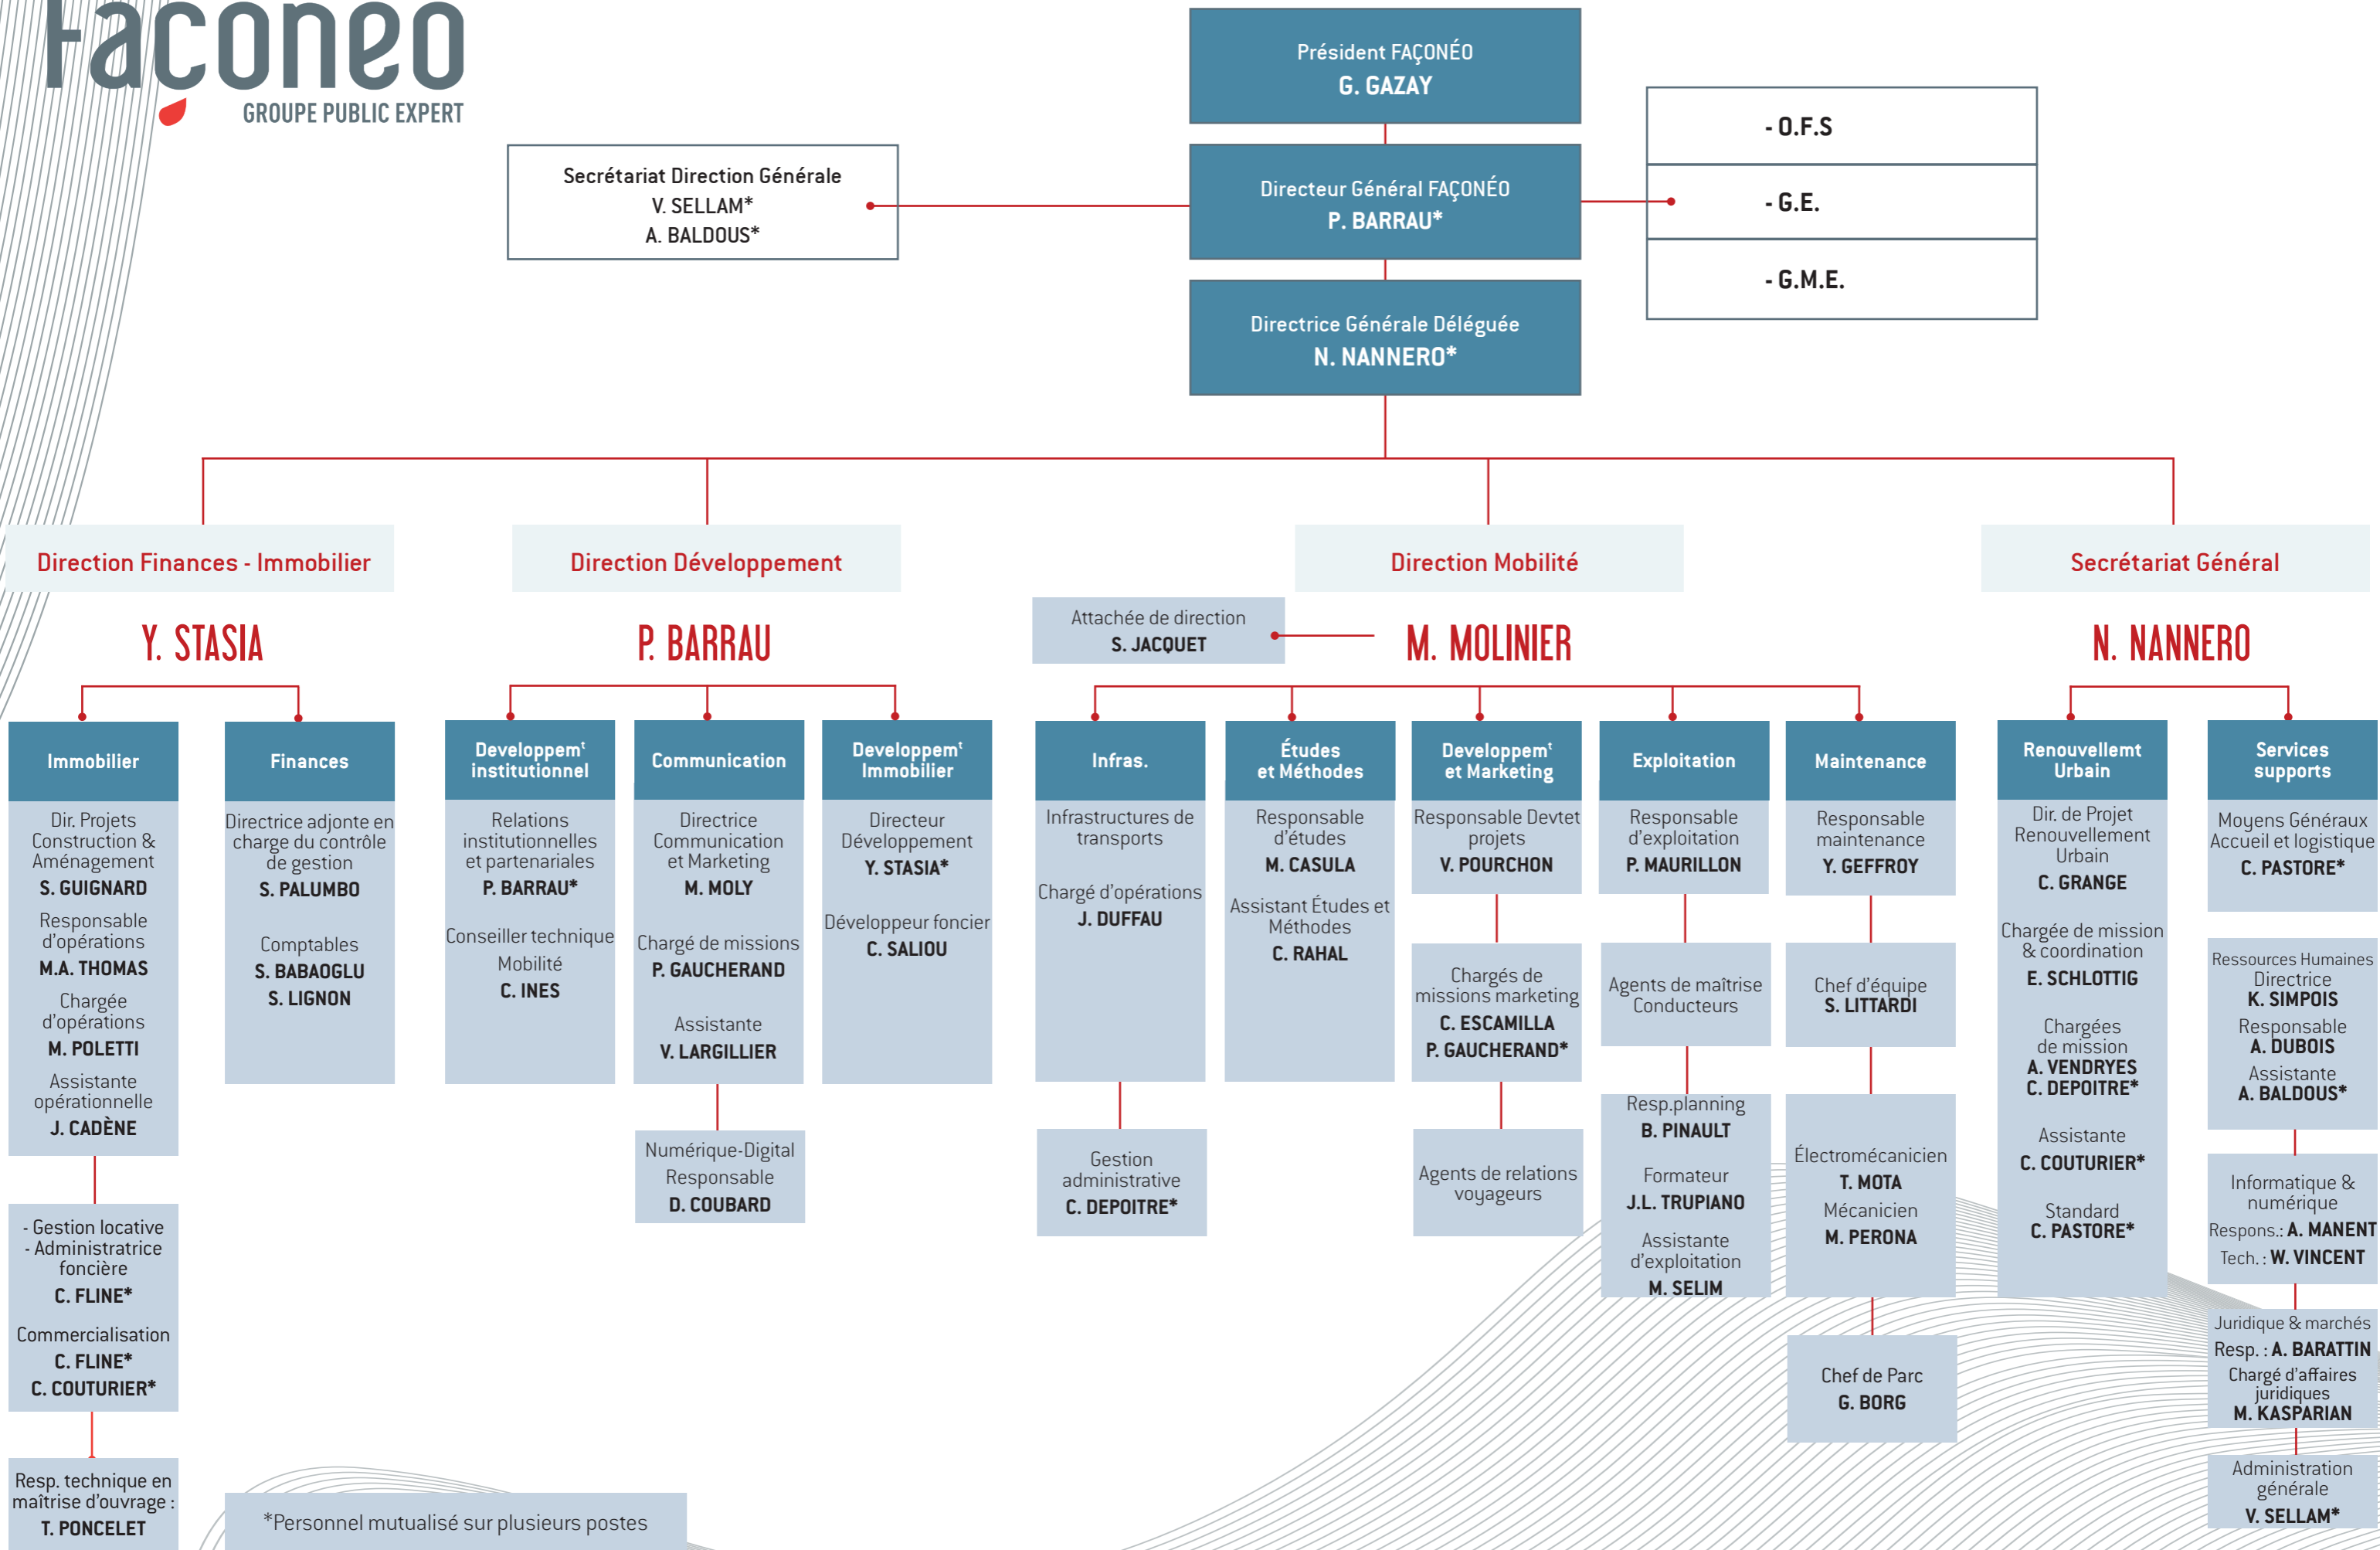 Façonéo
GROUPE PUBLIC EXPERT
Président FAÇONÉO
G. GAZAY
Secrétariat Direction Générale
V. SELLAM*
A. BALDOUS*
Directeur Général FAÇONÉO
P. BARRAU*
- O.F.S
- G.E.
- G.M.E.
Directrice Générale Déléguée
N. NANNERO*
Direction Finances - Immobilier
Y. STASIA
Immobilier
Dir. Projets
Construction &
Aménagement
S. GUIGNARD
Responsable
d'opérations
M.A. THOMAS
Chargée
d'opérations
M. POLETTI
Assistante
opérationnelle
J. CADÈNE
- Gestion locative
- Administratrice
foncière
C. FLINE*
Commercialisation
C. FLINE*
C. COUTURIER*
Resp. technique en
maîtrise d'ouvrage :
T. PONCELET
Finances
Directrice adjonte en
charge du contrôle
de gestion
S. PALUMBO
Comptables
S. BABAOGLU
S. LIGNON
Direction Développement
P. BARRAU
Developpemᵗ
institutionnel
Relations
institutionnelles
et partenariales
P. BARRAU*
Conseiller technique
Mobilité
C. INES
Communication
Directrice
Communication
et Marketing
M. MOLY
Chargé de missions
P. GAUCHERAND
Assistante
V. LARGILLIER
Numérique-Digital
Responsable
D. COUBARD
Developpemᵗ
Immobilier
Directeur
Développement
Y. STASIA*
Développeur foncier
C. SALIOU
Direction Mobilité
Attachée de direction
S. JACQUET
M. MOLINIER
Infras.
Infrastructures de
transports
Chargé d'opérations
J. DUFFAU
Gestion
administrative
C. DEPOITRE*
Études
et Méthodes
Responsable
d'études
M. CASULA
Assistant Études et
Méthodes
C. RAHAL
Developpemᵗ
et Marketing
Responsable Devtet
projets
V. POURCHON
Chargés de
missions marketing
C. ESCAMILLA
P. GAUCHERAND*
Agents de relations
voyageurs
Exploitation
Responsable
d'exploitation
P. MAURILLON
Agents de maîtrise
Conducteurs
Resp.planning
B. PINAULT
Formateur
J.L. TRUPIANO
Assistante
d'exploitation
M. SELIM
Maintenance
Responsable
maintenance
Y. GEFFROY
Chef d'équipe
S. LITTARDI
Électromécanicien
T. MOTA
Mécanicien
M. PERONA
Chef de Parc
G. BORG
Secrétariat Général
N. NANNERO
Renouvellemt
Urbain
Dir. de Projet
Renouvellement
Urbain
C. GRANGE
Chargée de mission
& coordination
E. SCHLOTTIG
Chargées
de mission
A. VENDRYES
C. DEPOITRE*
Assistante
C. COUTURIER*
Standard
C. PASTORE*
Services
supports
Moyens Généraux
Accueil et logistique
C. PASTORE*
Ressources Humaines
Directrice
K. SIMPOIS
Responsable
A. DUBOIS
Assistante
A. BALDOUS*
Informatique &
numérique
Respons.: A. MANENT
Tech. : W. VINCENT
Juridique & marchés
Resp. : A. BARATTIN
Chargé d'affaires
juridiques
M. KASPARIAN
Administration
générale
V. SELLAM*
*Personnel mutualisé sur plusieurs postes